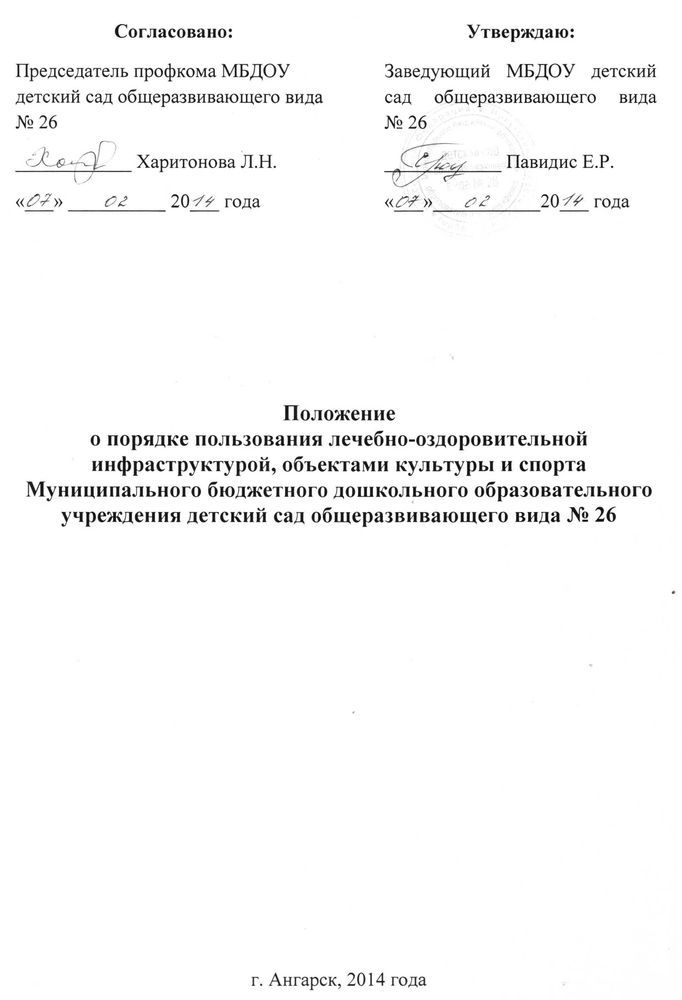 Согласовано:
Председатель профкома МБДОУ
детский сад общеразвивающего вида
№ 26
Харитонова Л.Н.
«07» 02 2014 года
Утверждаю:
Заведующий МБДОУ детский
сад общеразвивающего вида
№ 26
Павидис Е.Р.
«07» 02 2014 года
Положение
о порядке пользования лечебно-оздоровительной
инфраструктурой, объектами культуры и спорта
Муниципального бюджетного дошкольного образовательного
учреждения детский сад общеразвивающего вида № 26
г. Ангарск, 2014 года